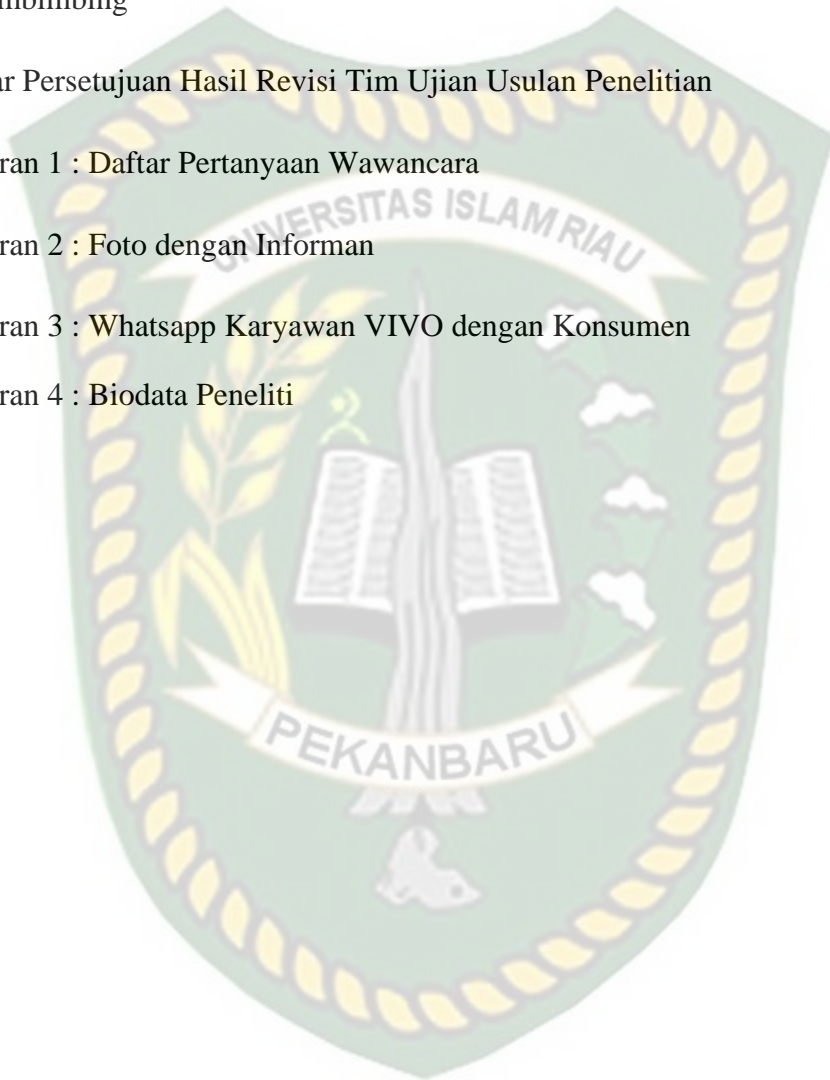 ar Persetujuan Hasil Revisi Tim Ujian Usulan Penelitian
ran 1 : Daftar Pertanyaan Wawancara
UNIVERSITAS ISLAM RIAU
ran 2 : Foto dengan Informan
ran 3 : Whatsapp Karyawan VIVO dengan Konsumen
ran 4 : Biodata Peneliti
PEKANBARU